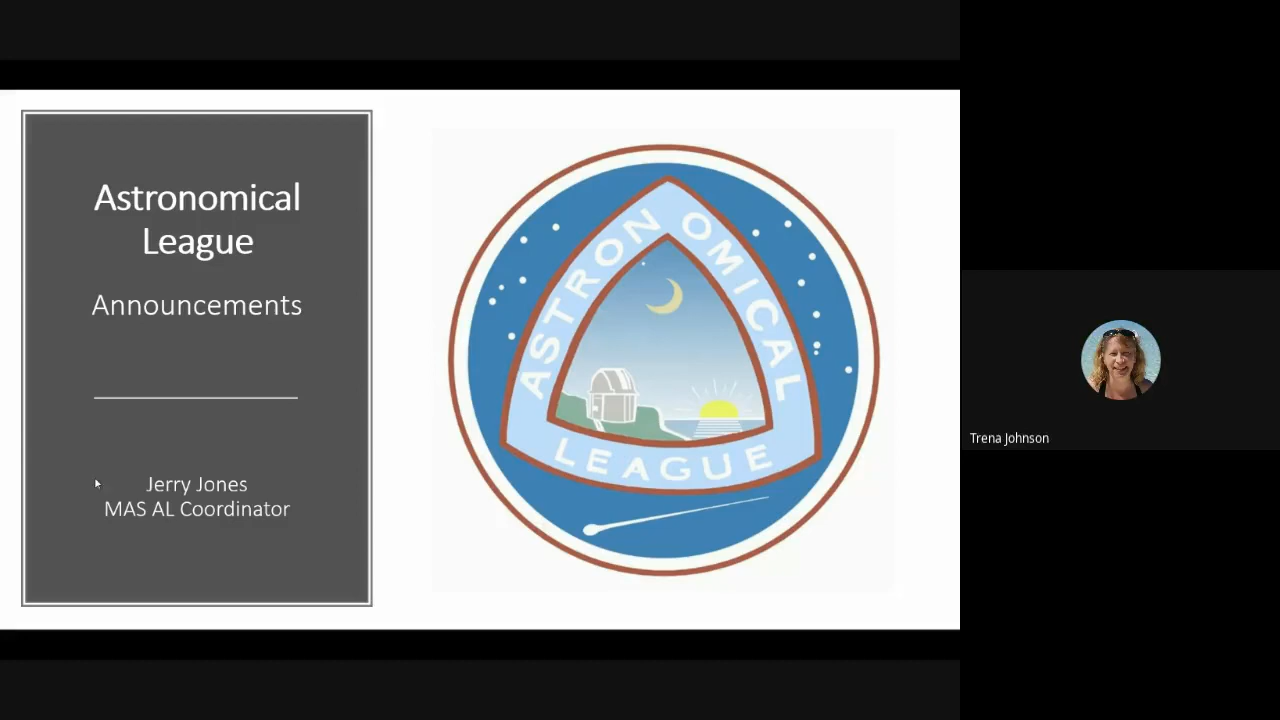 Astronomical
League
Announcements
Jerry Jones
MAS AL Coordinator
ASTRONOMICAL
LEAGUE
Trena Johnson